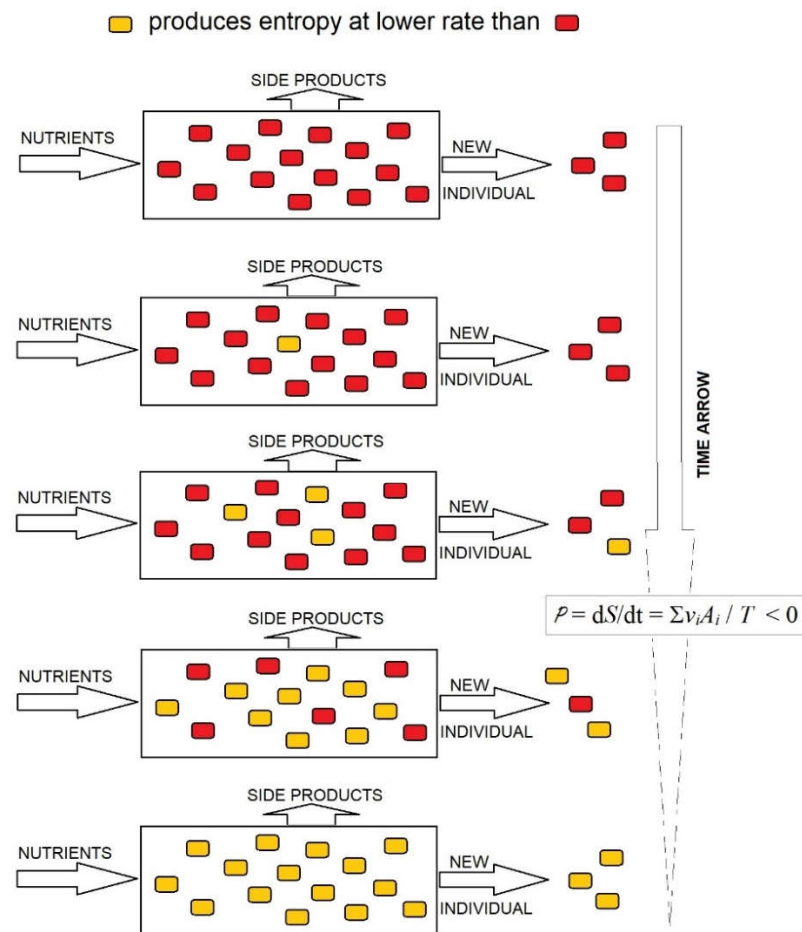 produces entropy at lower rate than
SIDE PRODUCTS
NUTRIENTS
NEW
INDIVIDUAL
SIDE PRODUCTS
NUTRIENTS
NEW
INDIVIDUAL
TIME ARROW
SIDE PRODUCTS
NUTRIENTS
NEW
INDIVIDUAL
P = dS/dt = Σv_iA_i / T < 0
SIDE PRODUCTS
NUTRIENTS
NEW
INDIVIDUAL
SIDE PRODUCTS
NUTRIENTS
NEW
INDIVIDUAL